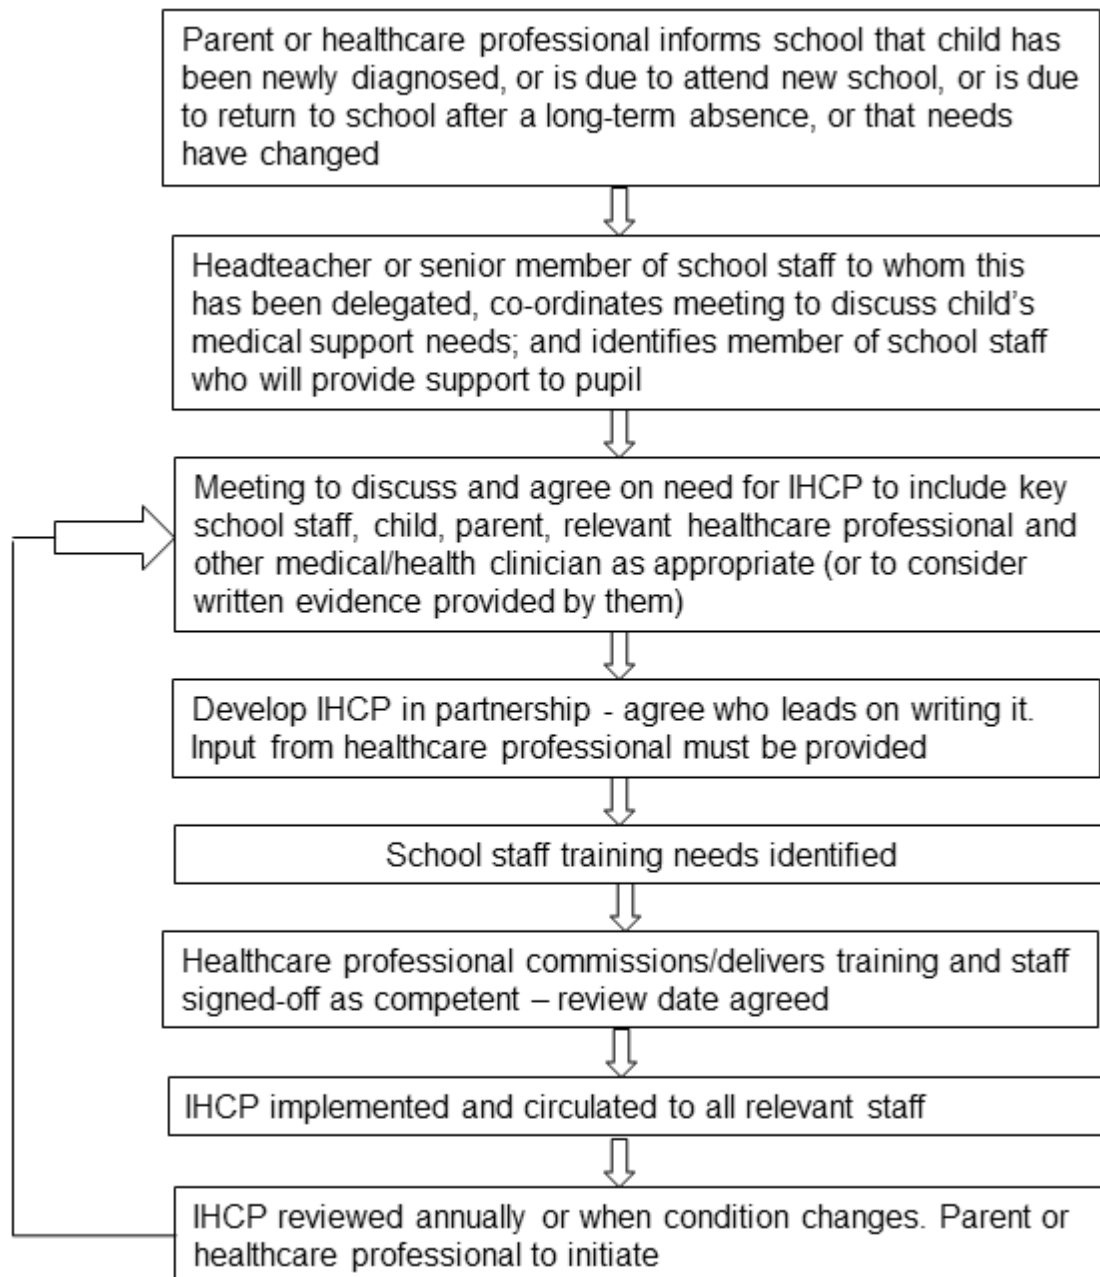 Parent or healthcare professional informs school that child has
been newly diagnosed, or is due to attend new school, or is due
to return to school after a long-term absence, or that needs
have changed
Headteacher or senior member of school staff to whom this
has been delegated, co-ordinates meeting to discuss child's
medical support needs; and identifies member of school staff
who will provide support to pupil
Meeting to discuss and agree on need for IHCP to include key
school staff, child, parent, relevant healthcare professional and
other medical/health clinician as appropriate (or to consider
written evidence provided by them)
Develop IHCP in partnership - agree who leads on writing it.
Input from healthcare professional must be provided
School staff training needs identified
Healthcare professional commissions/delivers training and staff
signed-off as competent – review date agreed
IHCP implemented and circulated to all relevant staff
IHCP reviewed annually or when condition changes. Parent or
healthcare professional to initiate